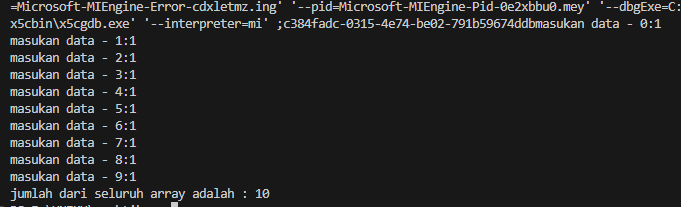 =Microsoft-MIEngine-Error-cdxletmz.ing' '--pid=Microsoft-MIEngine-Pid-0e2xbbu0.mey' '--dbgExe=C:
x5cbin\x5cgdb.exe' '--interpreter=mi' ;c384fadc-0315-4e74-be02-791b59674ddbmasukan data - 0:1
masukan data - 1:1
masukan data - 2:1
masukan data - 3:1
masukan data - 4:1
masukan data - 5:1
masukan data - 6:1
masukan data - 7:1
masukan data - 8:1
masukan data - 9:1
jumlah dari seluruh array adalah : 10